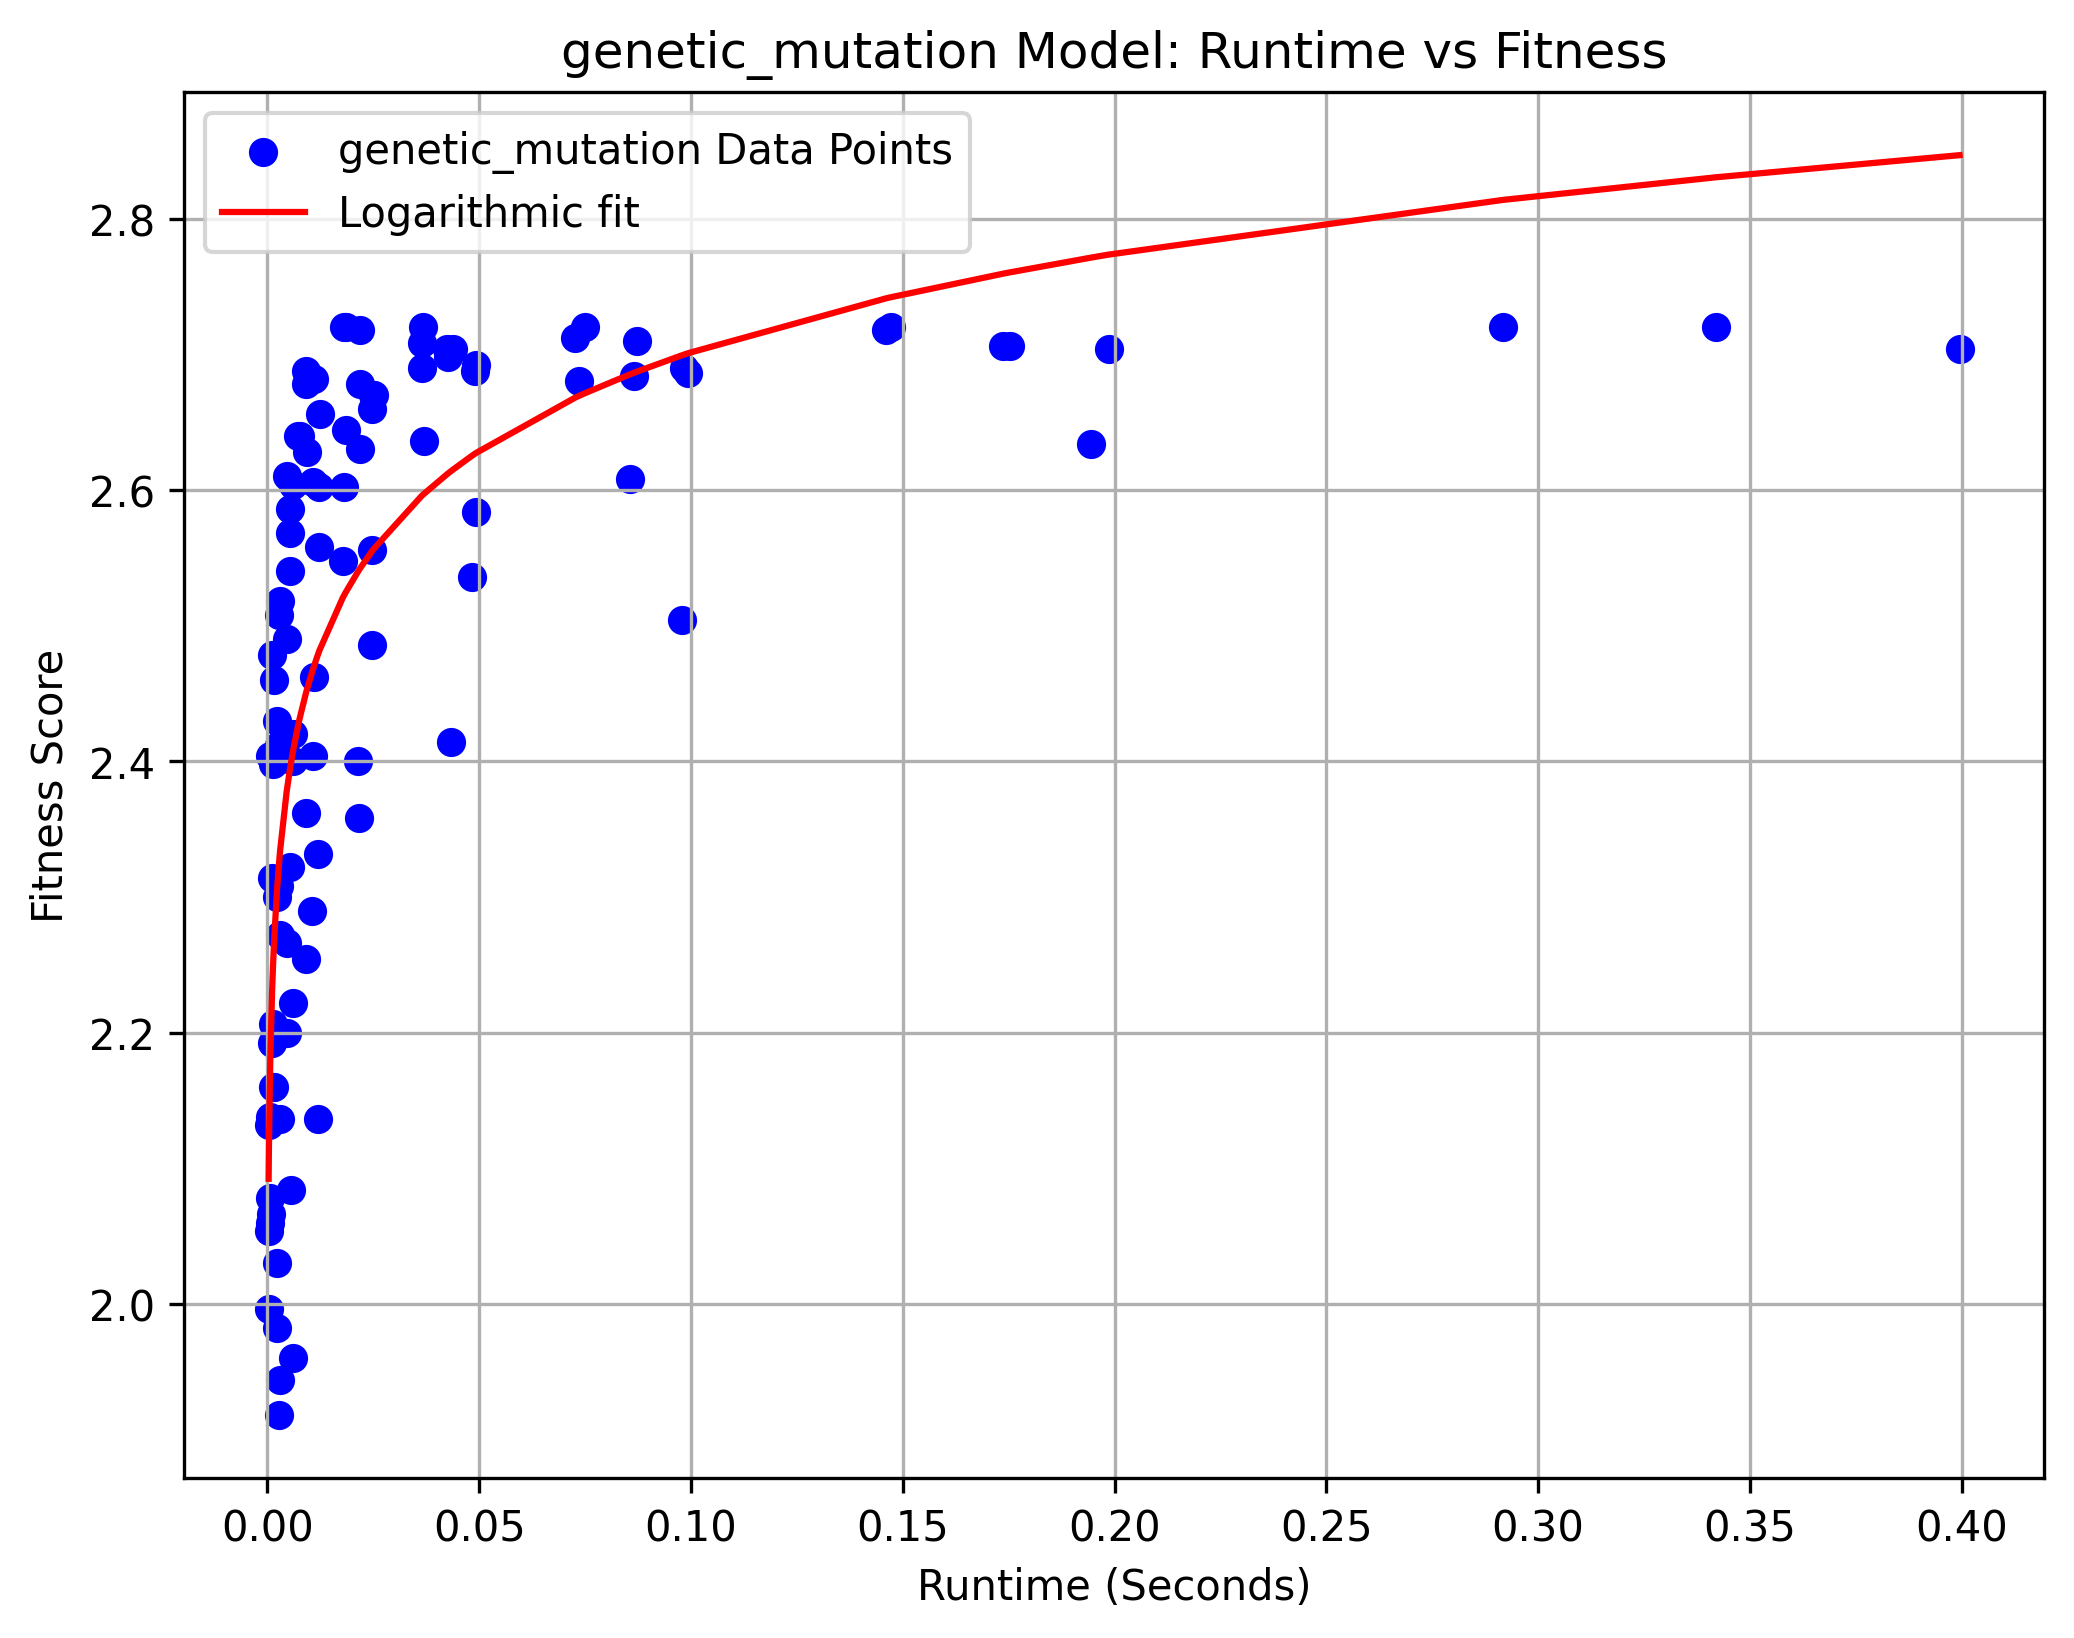 genetic_mutation Model: Runtime vs Fitness
genetic_mutation Data Points
Logarithmic fit
Fitness Score
2.8
2.6
2.4
2.2
2.0
0.00 0.05 0.10 0.15 0.20 0.25 0.30 0.35 0.40
Runtime (Seconds)